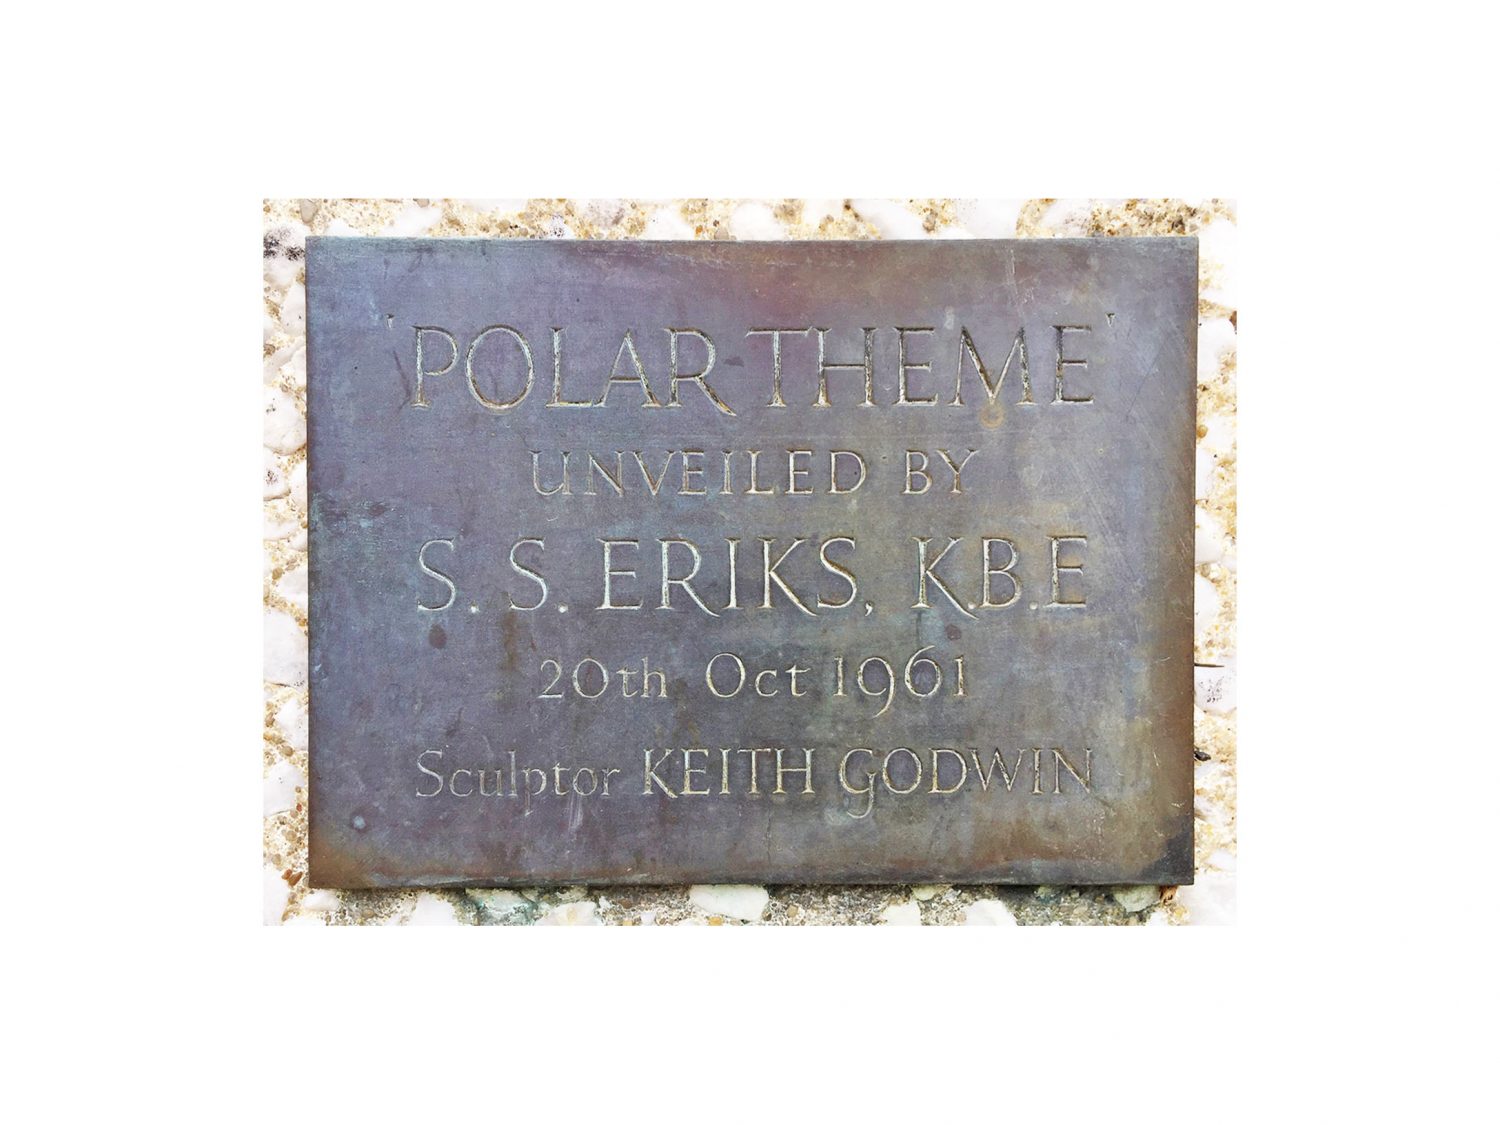 'POLAR THEME'
UNVEILED BY
S. S. ERIKS, K.B.E
20th Oct 1961
Sculptor KEITH GODWIN